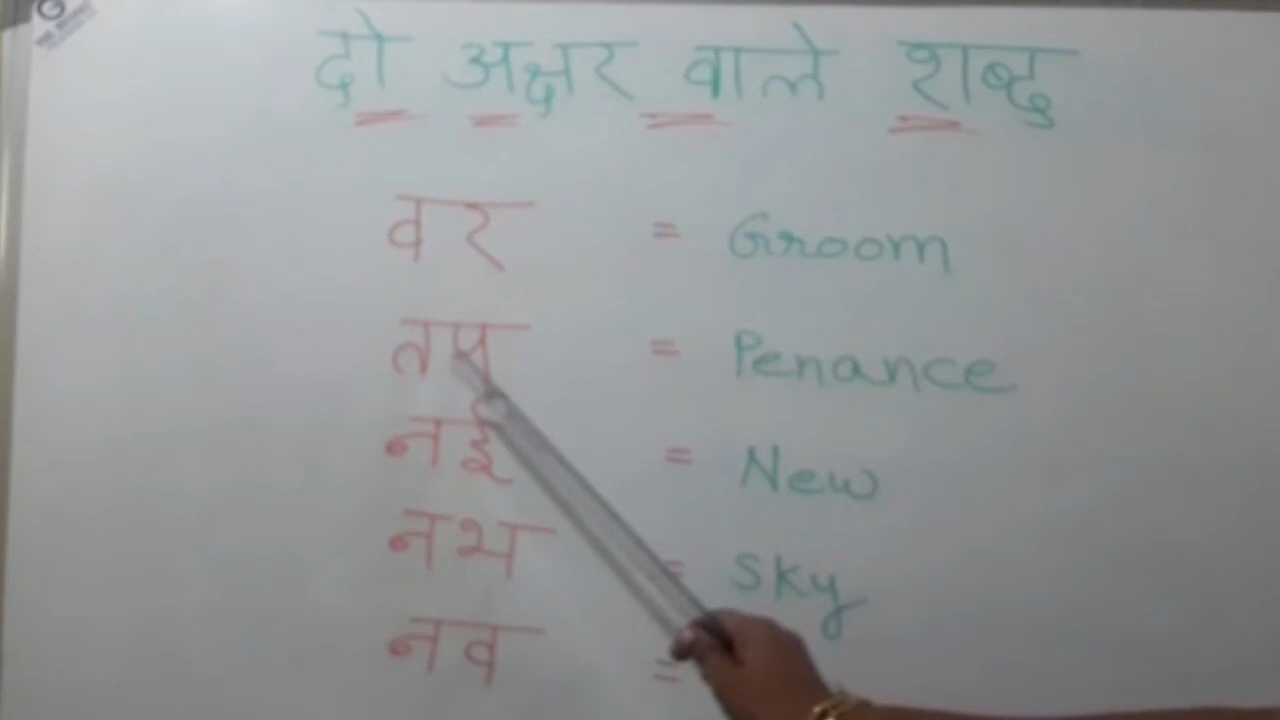 दो अक्षर वाले शब्द
वर = Groom
तप = Penance
नई = New
नभ = Sky
नव =